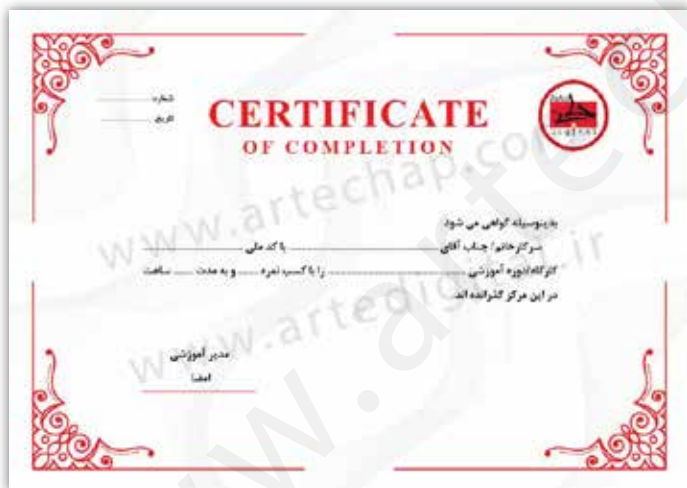 شماره ....................
تاریخ ....................
CERTIFICATE
OF COMPLETION
بدینوسیله گواهی می شود
سرکار خانم / جناب آقای .................................................. با کد ملی ..................................
کارگاه/دوره آموزشی .................................................. را با کسب نمره ...... و به مدت ...... ساعت
در این مرکز گذرانده اند.
مدیر آموزشی
امضا
www.artechap.com
www.artedigital.ir